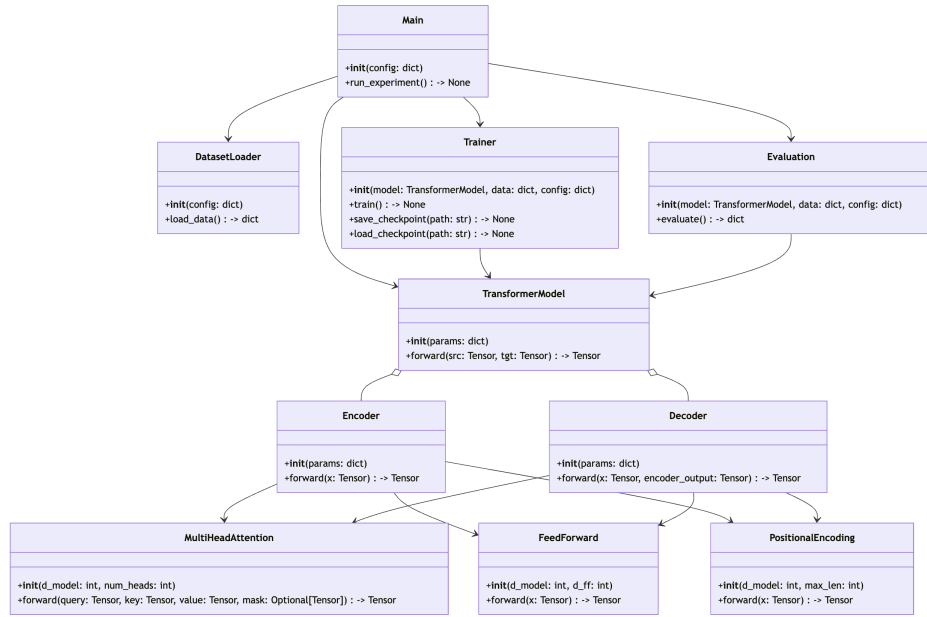 Main
+init(config: dict)
+run_experiment() : -> None
DatasetLoader
+init(config: dict)
+load_data() : -> dict
Trainer
+init(model: TransformerModel, data: dict, config: dict)
+train() : -> None
+save_checkpoint(path: str) : -> None
+load_checkpoint(path: str) : -> None
Evaluation
+init(model: TransformerModel, data: dict, config: dict)
+evaluate() : -> dict
TransformerModel
+init(params: dict)
+forward(src: Tensor, tgt: Tensor) : -> Tensor
Encoder
+init(params: dict)
+forward(x: Tensor) : -> Tensor
Decoder
+init(params: dict)
+forward(x: Tensor, encoder_output: Tensor) : -> Tensor
MultiHeadAttention
+init(d_model: int, num_heads: int)
+forward(query: Tensor, key: Tensor, value: Tensor, mask: Optional[Tensor]) : -> Tensor
FeedForward
+init(d_model: int, d_ff: int)
+forward(x: Tensor) : -> Tensor
PositionalEncoding
+init(d_model: int, max_len: int)
+forward(x: Tensor) : -> Tensor